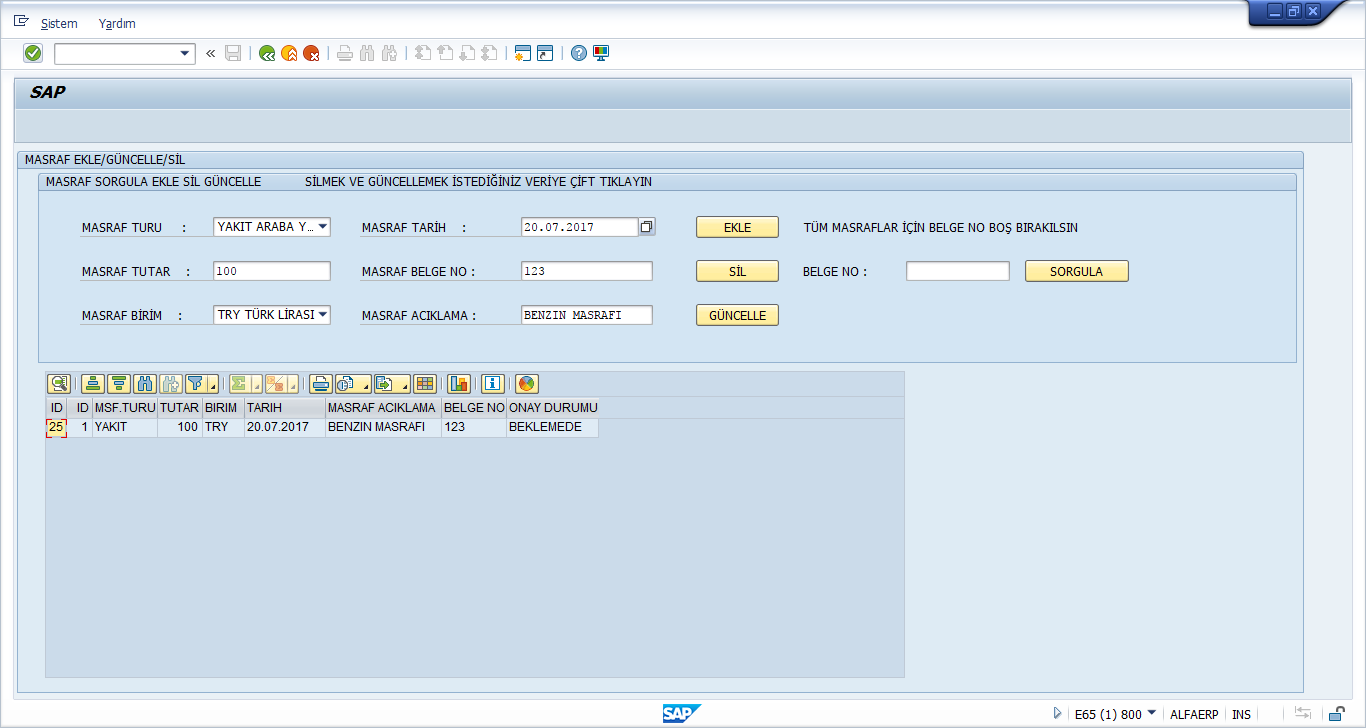 Sistem Yardım
SAP
MASRAF EKLE/GÜNCELLE/SİL
MASRAF SORGULA EKLE SİL GÜNCELLE SİLMEK VE GÜNCELLEMEK İSTEDİĞİNİZ VERİYE ÇİFT TIKLAYIN
MASRAF TURU : YAKIT ARABA Y... MASRAF TARİH : 20.07.2017 EKLE TÜM MASRAFLAR İÇİN BELGE NO BOŞ BIRAKILSIN
MASRAF TUTAR : 100 MASRAF BELGE NO : 123 SİL BELGE NO : SORGULA
MASRAF BİRİM : TRY TÜRK LİRASI MASRAF ACIKLAMA : BENZIN MASRAFI GÜNCELLE
ID ID MSF.TURU TUTAR BIRIM TARIH MASRAF ACIKLAMA BELGE NO ONAY DURUMU
25 1 YAKIT 100 TRY 20.07.2017 BENZIN MASRAFI 123 BEKLEMEDE
SAP E65 (1) 800 ALFAERP INS